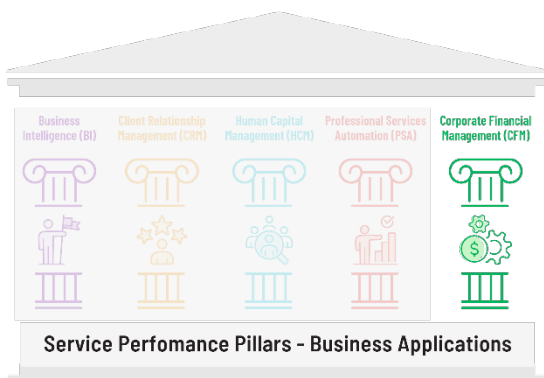 Business
Intelligence (BI)
Client Relationship
Management (CRM)
Human Capital
Management (HCM)
Professional Services
Automation (PSA)
Corporate Financial
Management (CFM)
$
Service Perfomance Pillars - Business Applications